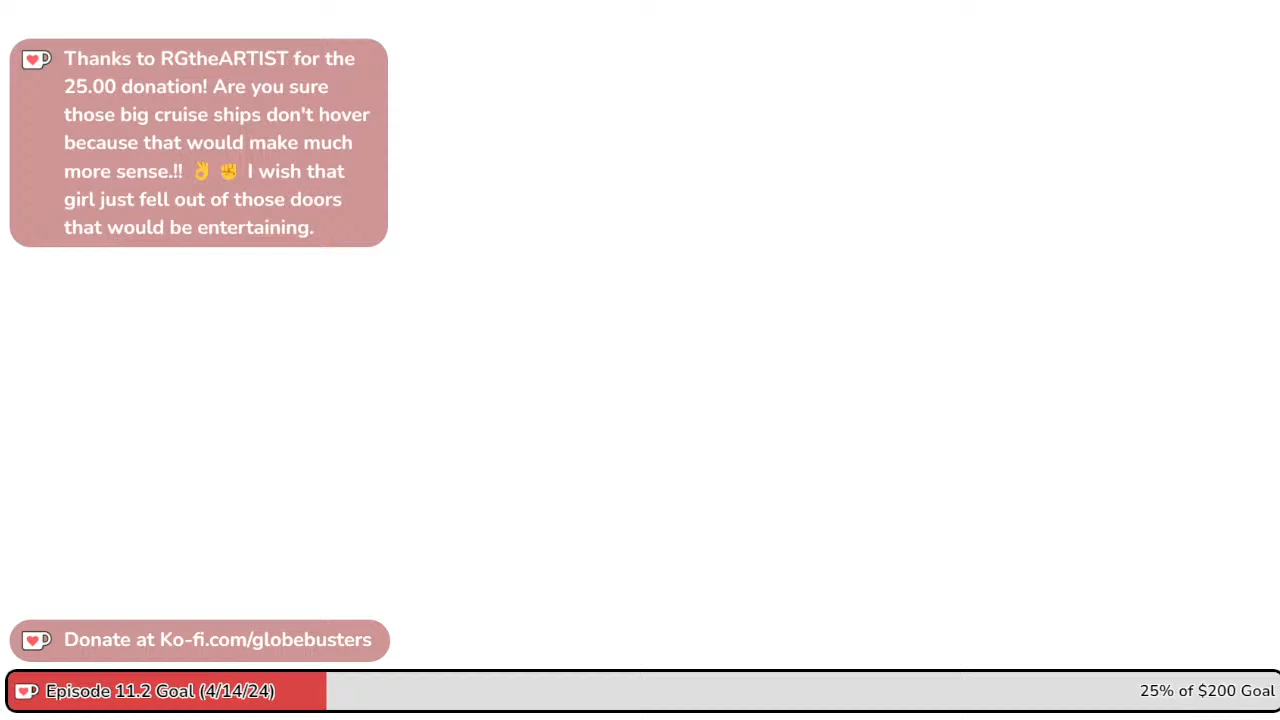 Thanks to RGtheARTIST for the
25.00 donation! Are you sure
those big cruise ships don't hover
because that would make much
more sense.!! 👌 ✊ I wish that
girl just fell out of those doors
that would be entertaining.
Donate at Ko-fi.com/globebusters
Episode 11.2 Goal (4/14/24)
25% of $200 Goal